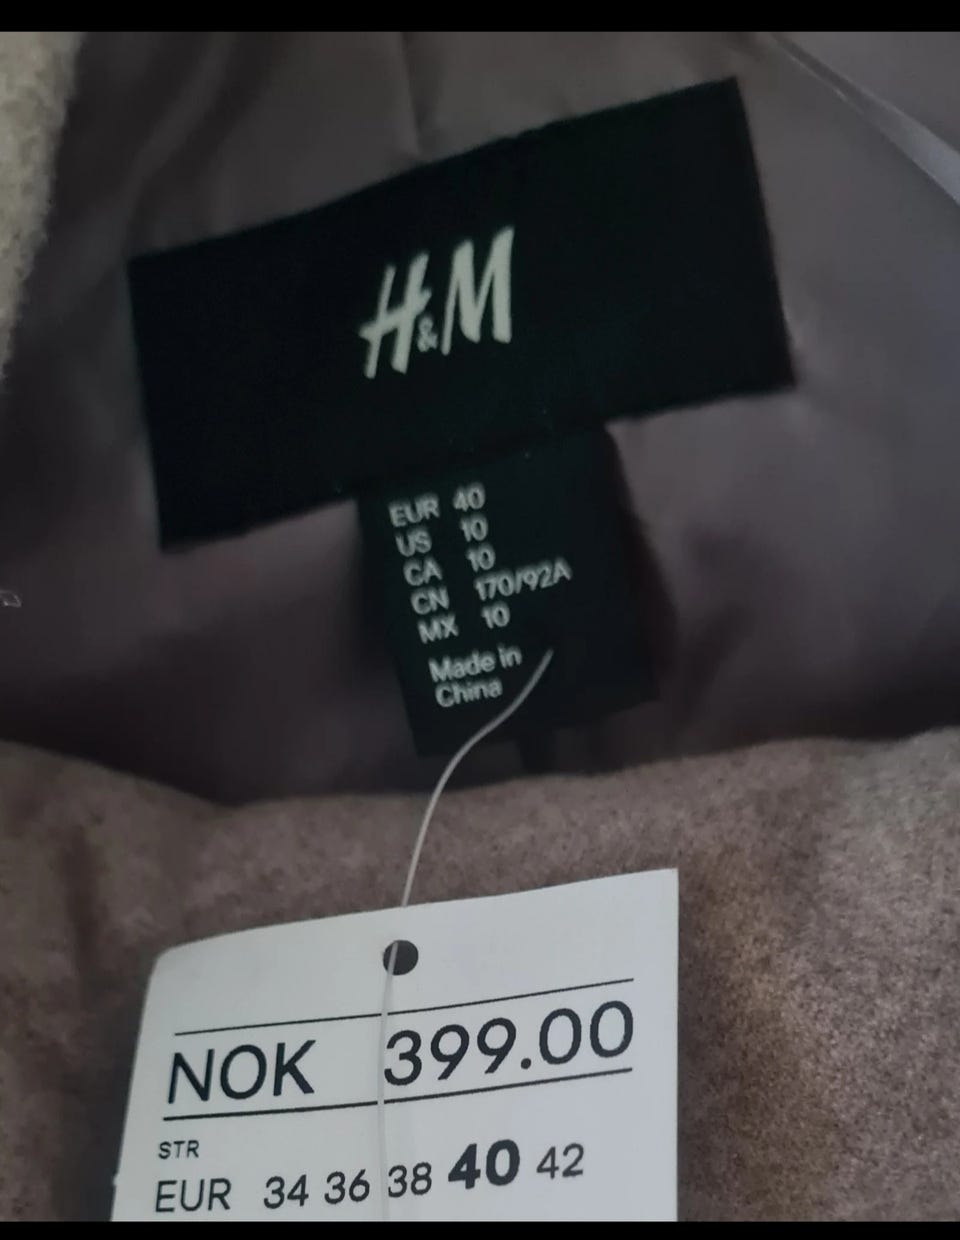 H&M
EUR 40
US 10
CA 10
CN 170/92A
MX 10
Made in
China
NOK 399.00
STR
EUR 34 36 38 40 42